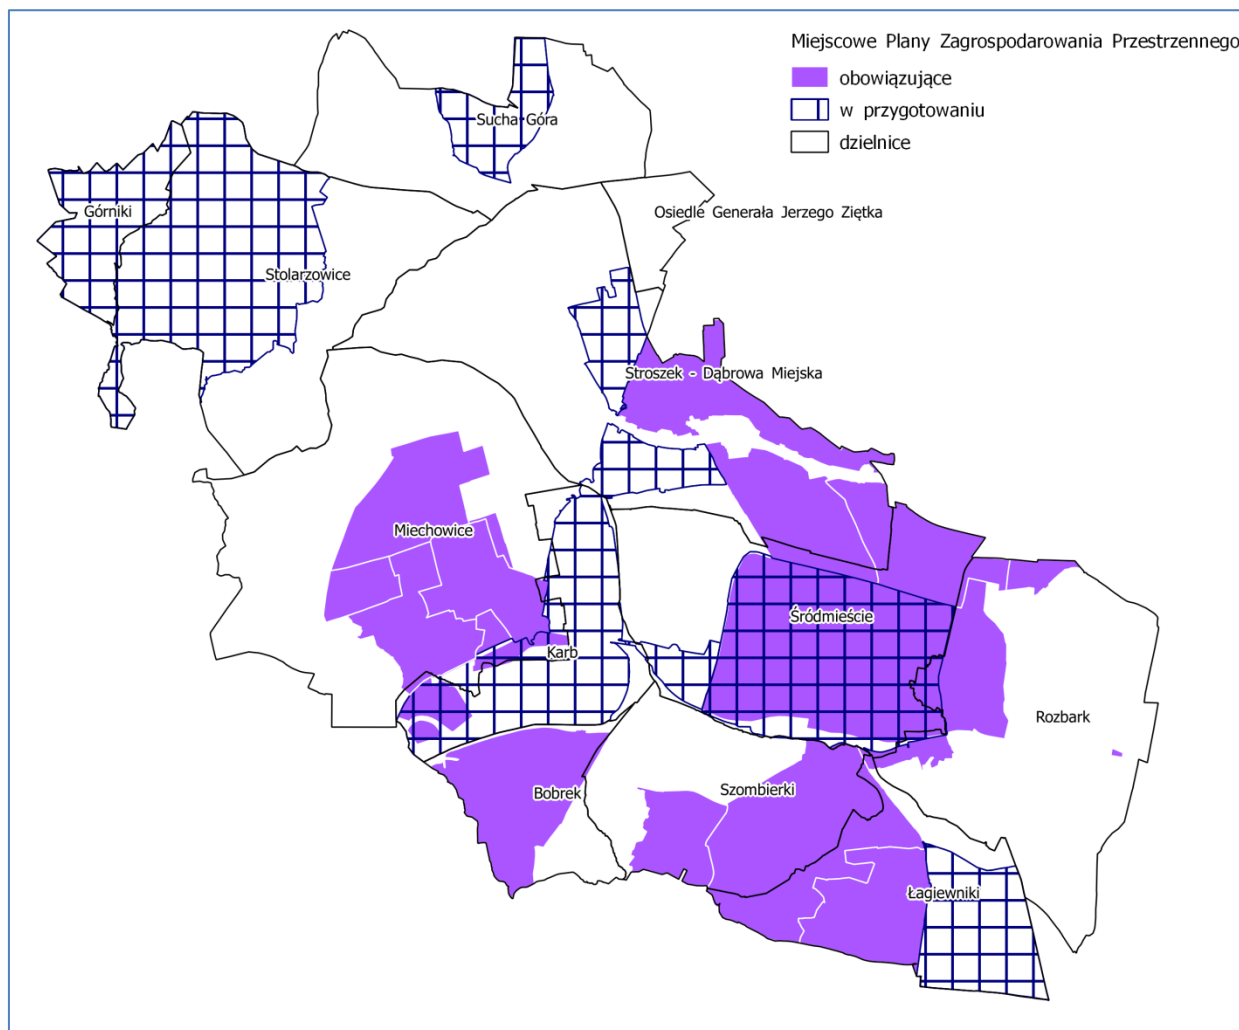 Miejscowe Plany Zagrospodarowania Przestrzennego
obowiązujące
w przygotowaniu
dzielnice
Sucha Góra
Górniki
Osiedle Generała Jerzego Ziętka
Stolarzowice
Stroszek - Dąbrowa Miejska
Miechowice
Śródmieście
Karb
Rozbark
Bobrek
Szombierki
Łagiewniki